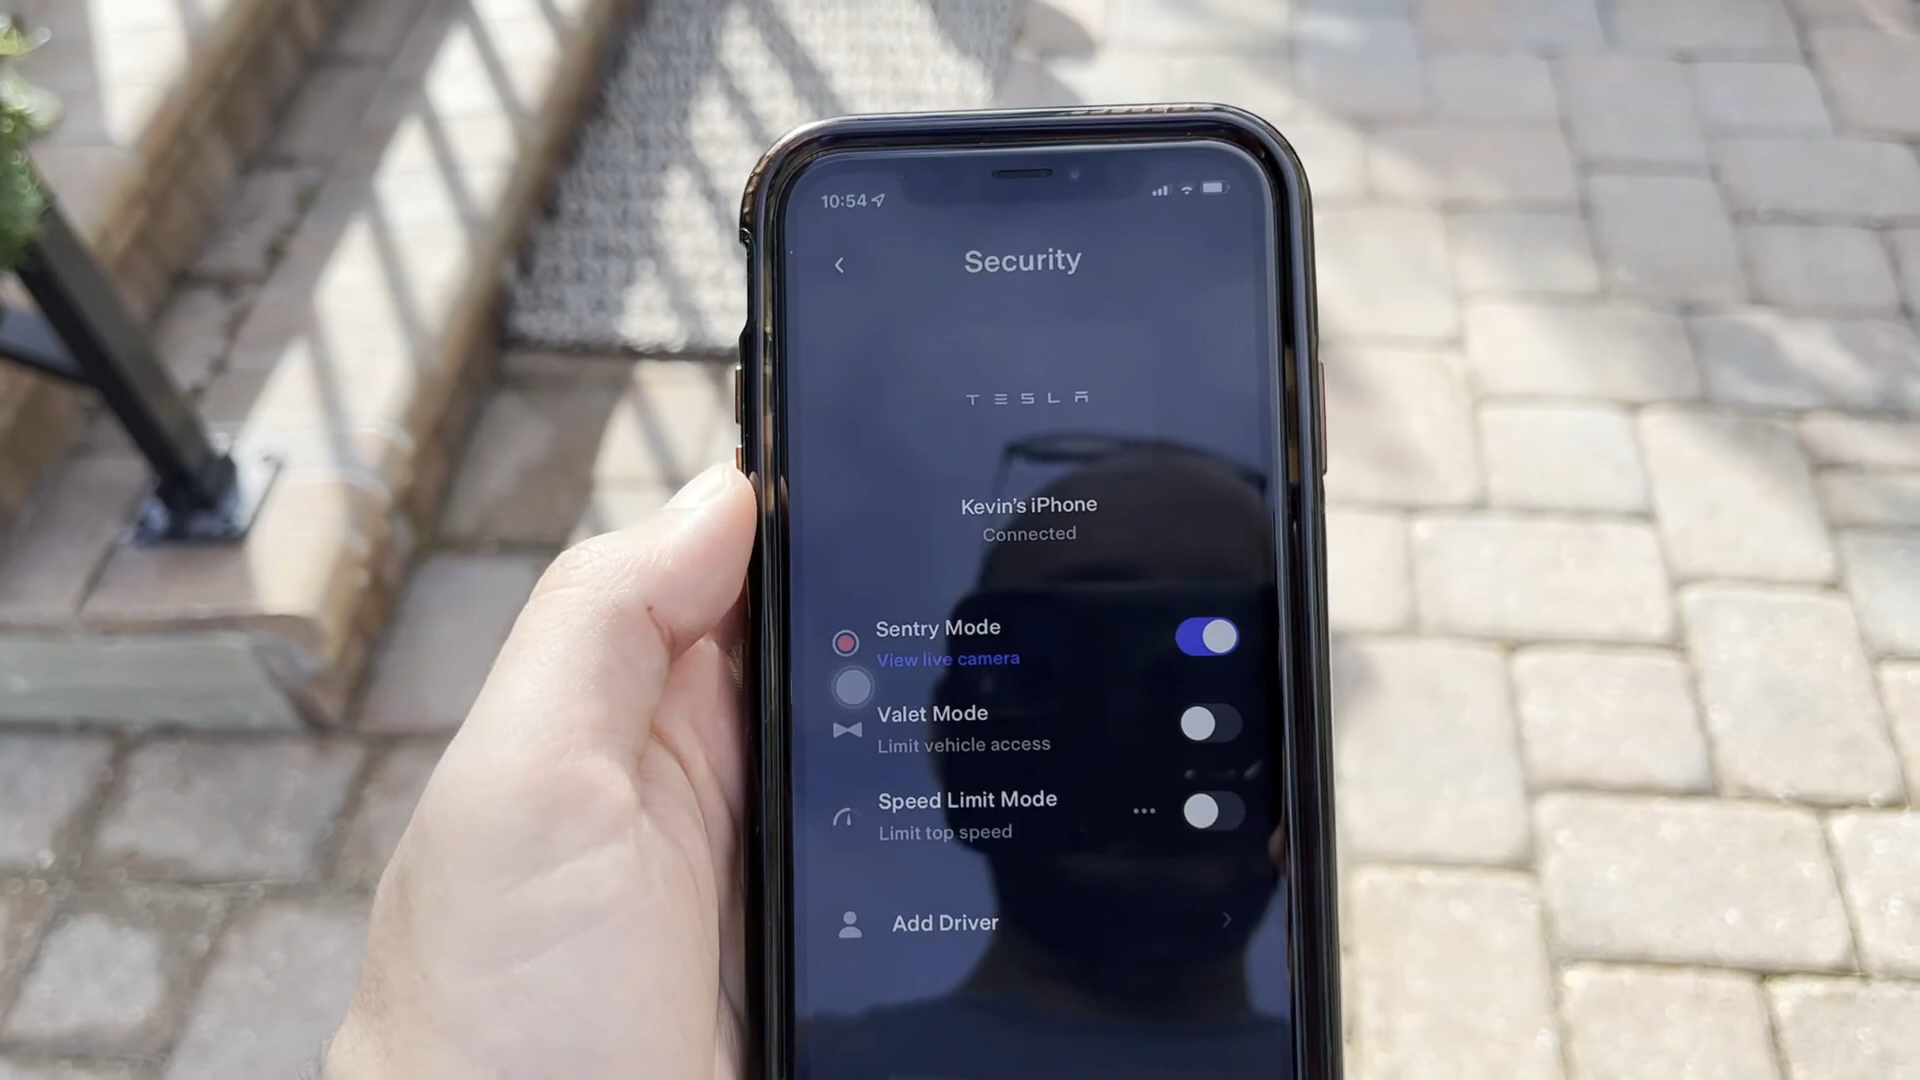 10:54
Security
TESLA
Kevin's iPhone
Connected
Sentry Mode
View live camera
Valet Mode
Limit vehicle access
Speed Limit Mode
Limit top speed
Add Driver